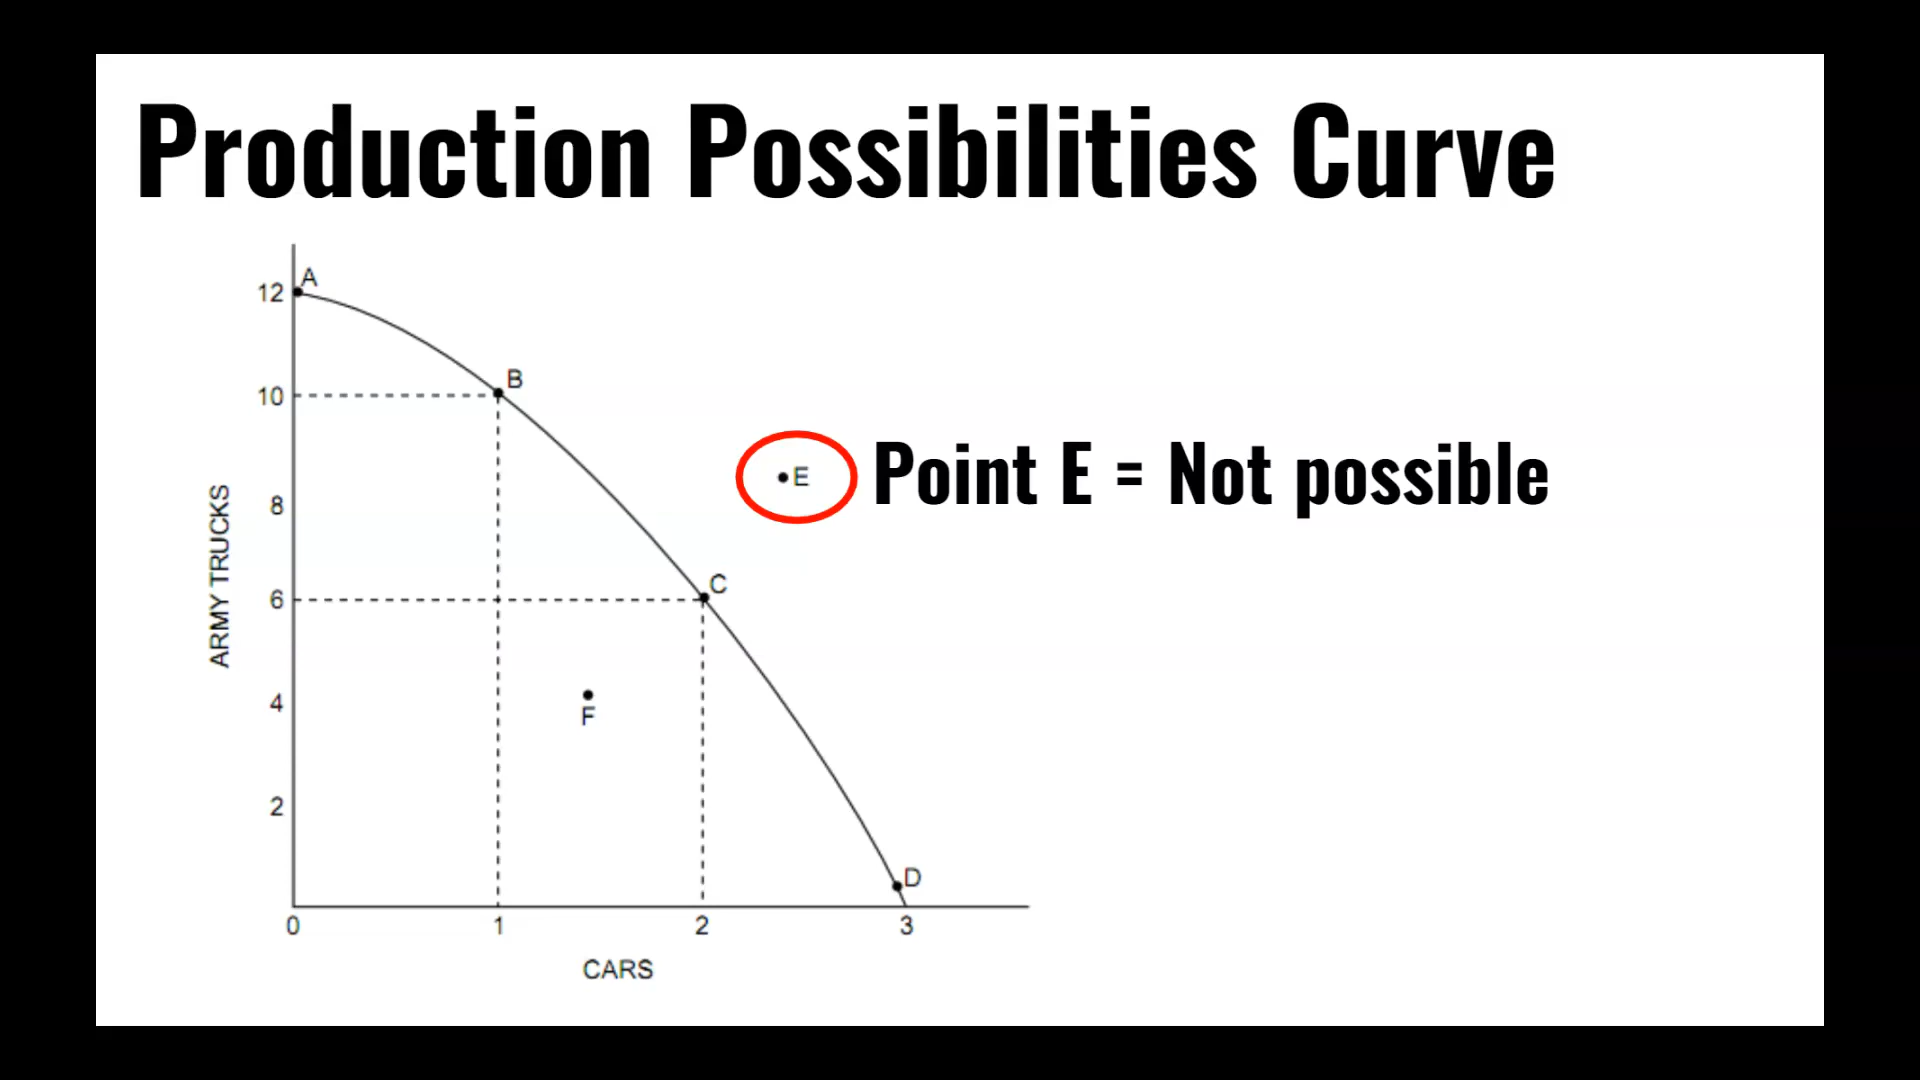 Production Possibilities Curve
A
12
B
10
E
Point E = Not possible
8
ARMY TRUCKS
C
6
4
F
2
D
0 1 2 3
CARS